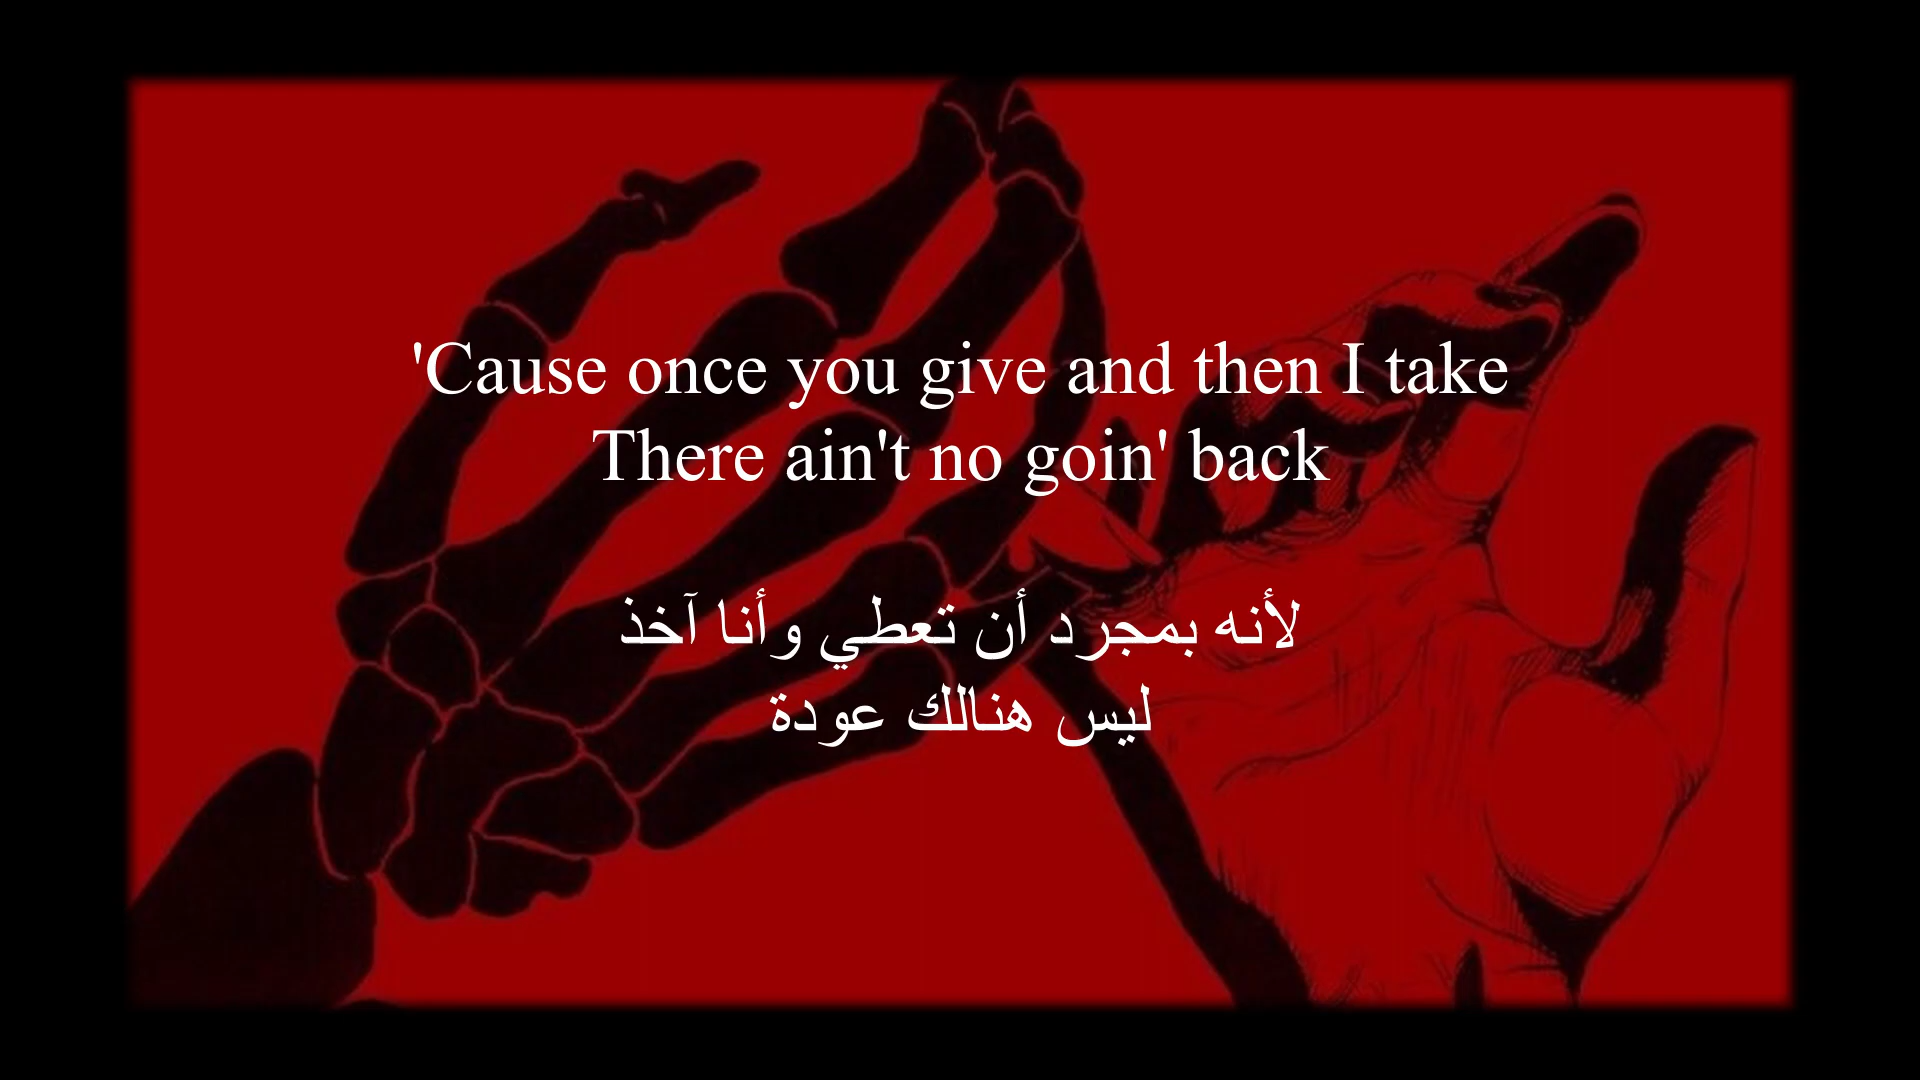 'Cause once you give and then I take
There ain't no goin' back
لأنه بمجرد أن تعطي وأنا آخذ
ليس هنالك عودة